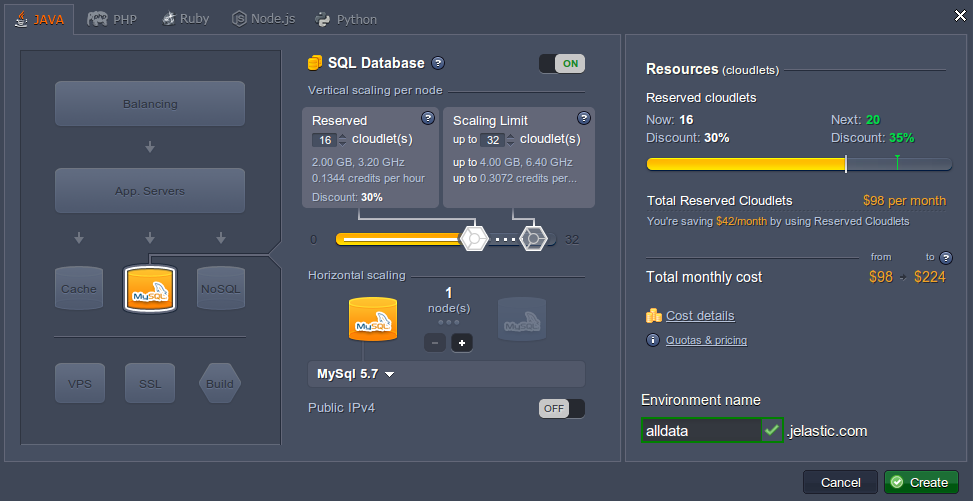 JAVA PHP Ruby Node.js Python
Balancing
App. Servers
Cache MySQL NoSQL
VPS SSL Build
SQL Database ? ON
Vertical scaling per node
Reserved ?
16 cloudlet(s)
2.00 GB, 3.20 GHz
0.1344 credits per hour
Discount: 30%
Scaling Limit ?
up to 32 cloudlet(s)
up to 4.00 GB, 6.40 GHz
up to 0.3072 credits per...
0 32
Horizontal scaling
MySQL
1
node(s)
- +
MySQL
MySql 5.7
Public IPv4 OFF
Resources (cloudlets)
Reserved cloudlets
Now: 16 Next: 20
Discount: 30% Discount: 35%
Total Reserved Cloudlets $98 per month
You're saving $42/month by using Reserved Cloudlets
from to ?
Total monthly cost $98 $224
Cost details
Quotas & pricing
Environment name
alldata .jelastic.com
Cancel Create